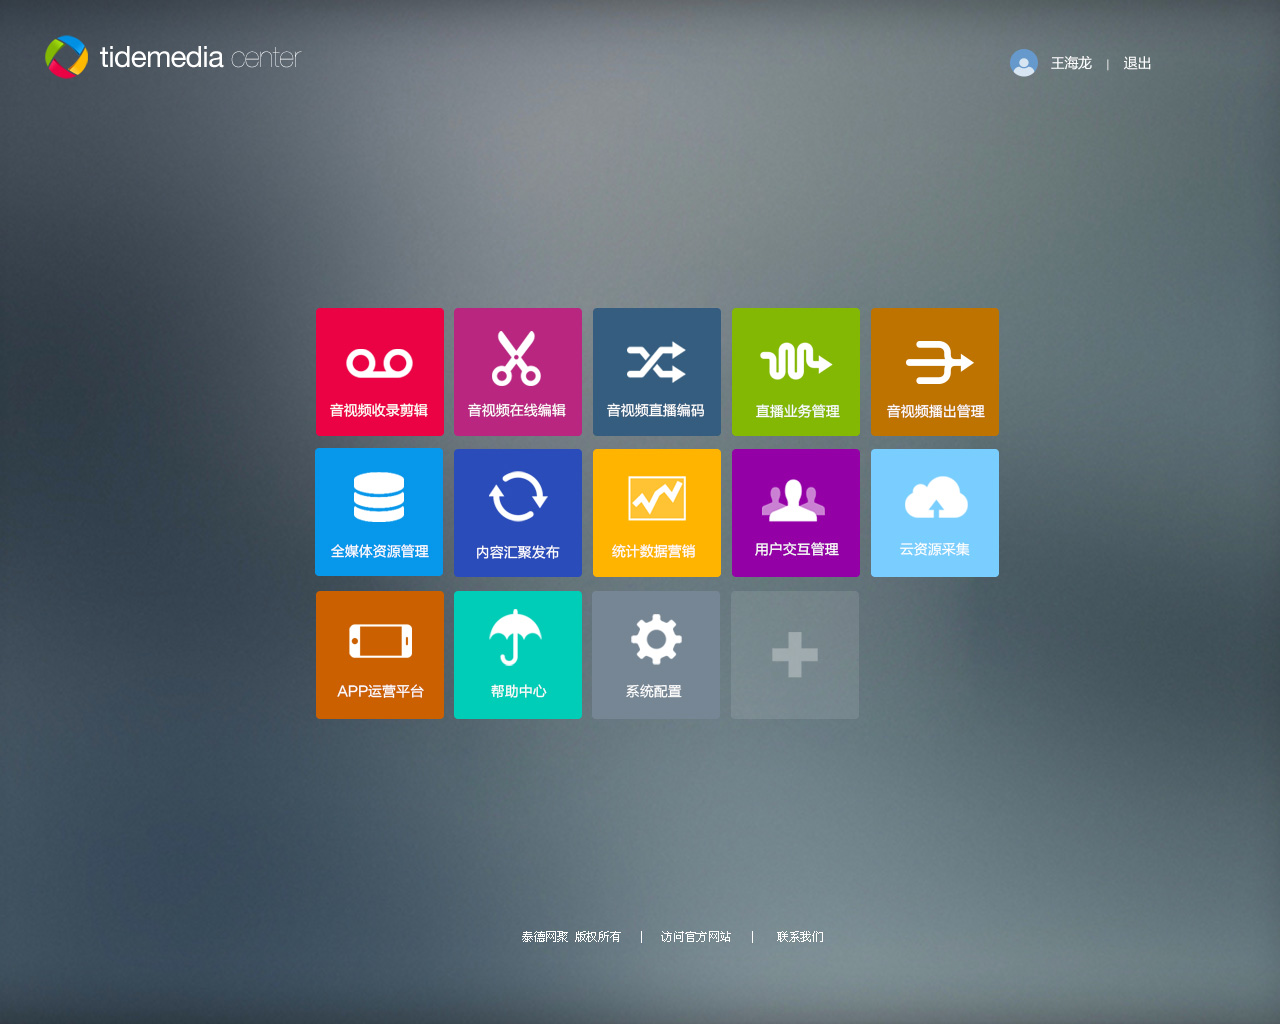 tidemedia center
王海龙 | 退出
音视频收录剪辑
音视频在线编辑
音视频直播编码
直播业务管理
音视频播出管理
全媒体资源管理
内容汇聚发布
统计数据营销
用户交互管理
云资源采集
APP运营平台
帮助中心
系统配置
泰德网聚 版权所有 | 访问官方网站 | 联系我们